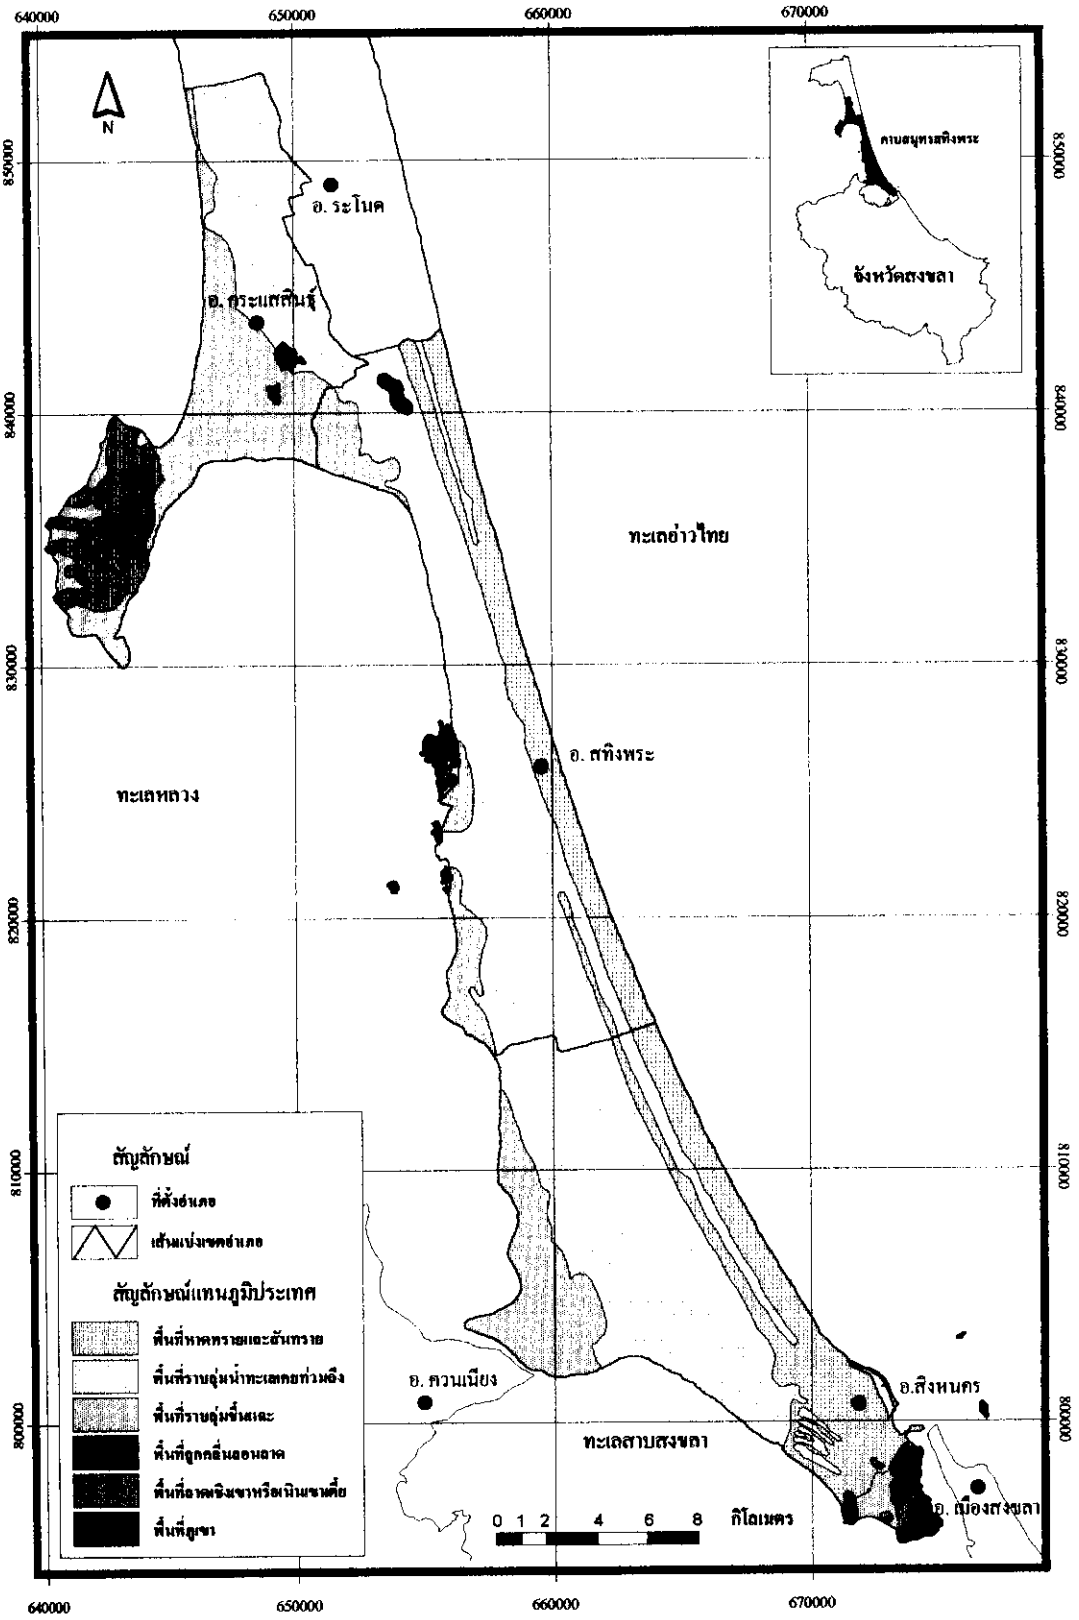 640000 650000 660000 670000
N
850000 850000
840000 840000
830000 830000
820000 820000
810000 810000
800000 800000
คาบสมุทรสทิงพระ
จังหวัดสงขลา
อ. ระโนด
อ. กระแสสินธุ์
ทะเลอ่าวไทย
อ. สทิงพระ
ทะเลหลวง
สัญลักษณ์
ที่ตั้งอำเภอ
เส้นแบ่งเขตอำเภอ
สัญลักษณ์แทนภูมิประเทศ
พื้นที่หาดทรายและสันทราย
พื้นที่ราบลุ่มน้ำทะเลเคยท่วมถึง
พื้นที่ราบลุ่มชื้นแฉะ
พื้นที่ลูกคลื่นลอนลาด
พื้นที่ลาดเชิงเขาหรือเนินเขาเตี้ย
พื้นที่ภูเขา
อ. ควนเนียง
อ.สิงหนคร
ทะเลสาบสงขลา
อ. เมืองสงขลา
0 1 2 4 6 8 กิโลเมตร
640000 650000 660000 670000